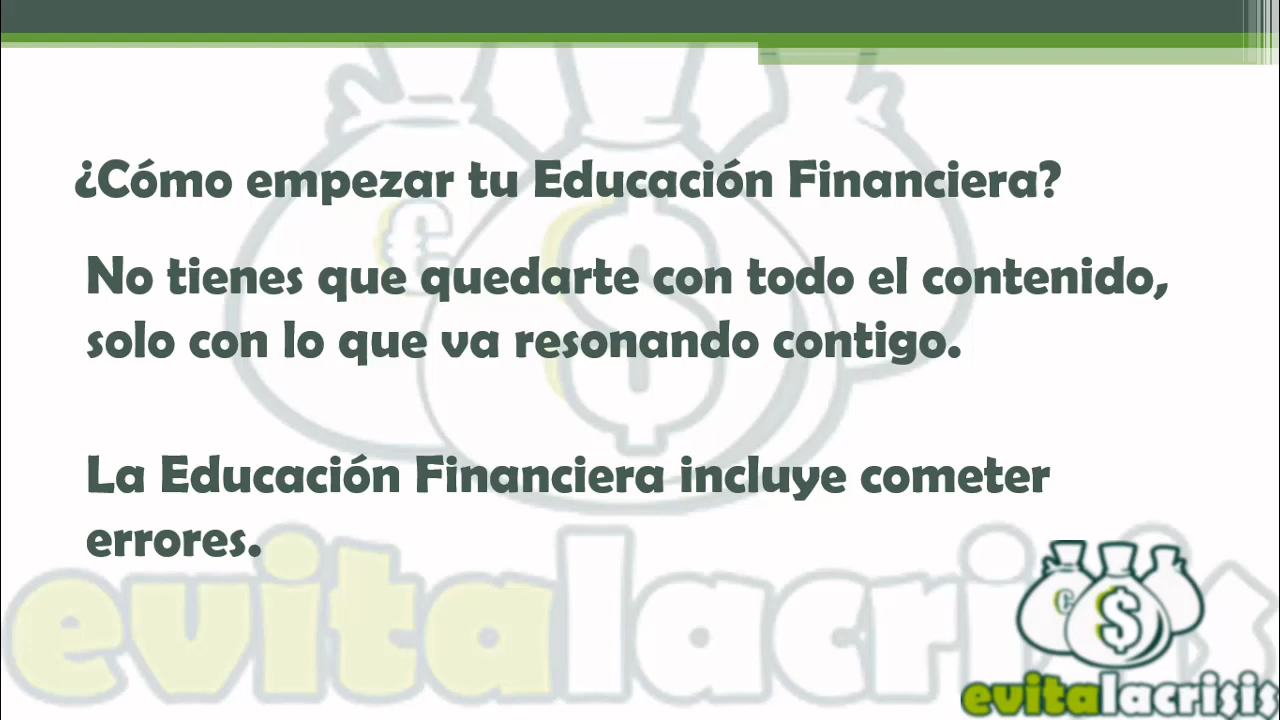 ¿Cómo empezar tu Educación Financiera?
No tienes que quedarte con todo el contenido,
solo con lo que va resonando contigo.
La Educación Financiera incluye cometer
errores.
evitalacrisis
evitalacrisis